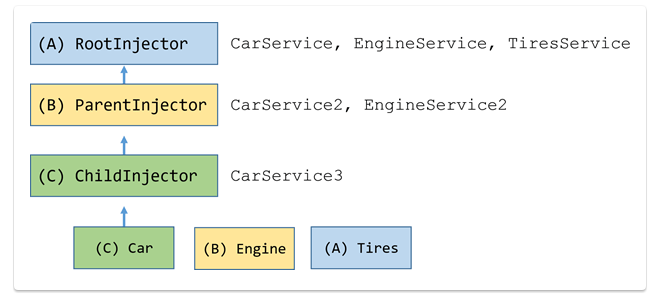 (A) RootInjector CarService, EngineService, TiresService
(B) ParentInjector CarService2, EngineService2
(C) ChildInjector CarService3
(C) Car (B) Engine (A) Tires